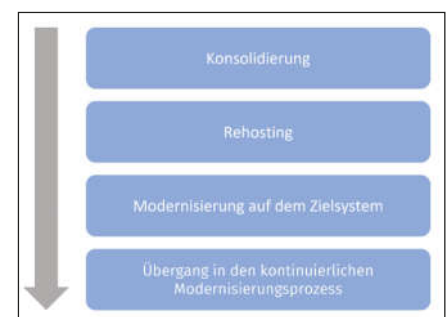 Konsolidierung
Rehosting
Modernisierung auf dem Zielsystem
Übergang in den kontinuierlichen
Modernisierungsprozess